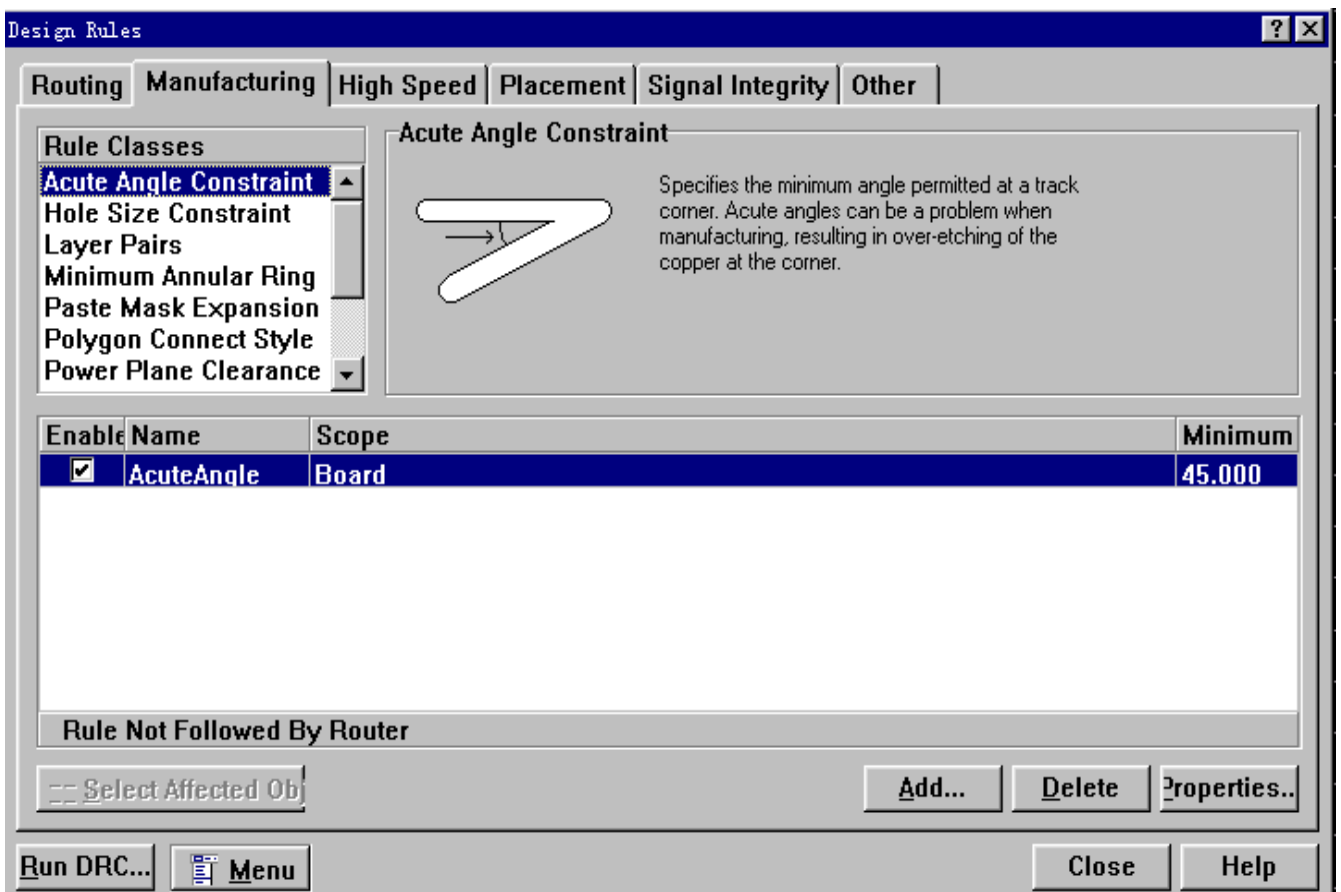 Design Rules
Routing Manufacturing High Speed Placement Signal Integrity Other
Rule Classes
Acute Angle Constraint
Hole Size Constraint
Layer Pairs
Minimum Annular Ring
Paste Mask Expansion
Polygon Connect Style
Power Plane Clearance
Acute Angle Constraint
Specifies the minimum angle permitted at a track
corner. Acute angles can be a problem when
manufacturing, resulting in over-etching of the
copper at the corner.
Enable Name Scope Minimum
AcuteAngle Board 45.000
Rule Not Followed By Router
Select Affected Obj Add... Delete Properties..
Run DRC... Menu Close Help